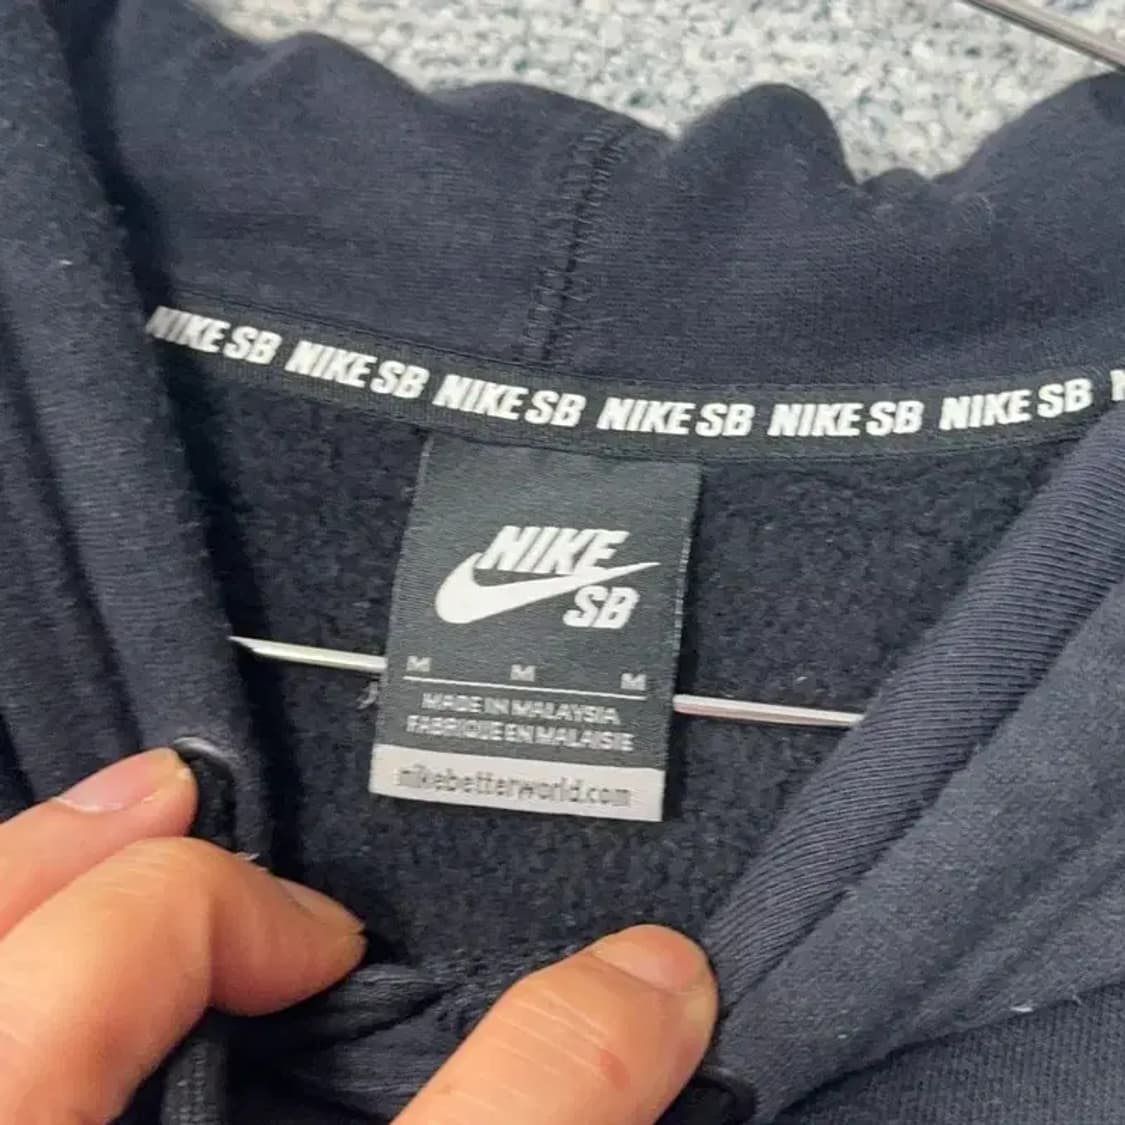 NIKE SB NIKE SB NIKE SB NIKE SB NIKE SB NIKE SB
NIKE
SB
M M M
MADE IN MALAYSIA
FABRIQUE EN MALAISIE
nikebetterworld.com